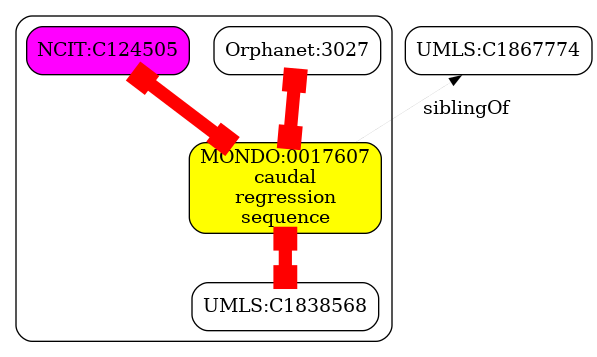 NCIT:C124505
Orphanet:3027
UMLS:C1867774
siblingOf
MONDO:0017607
caudal
regression
sequence
UMLS:C1838568